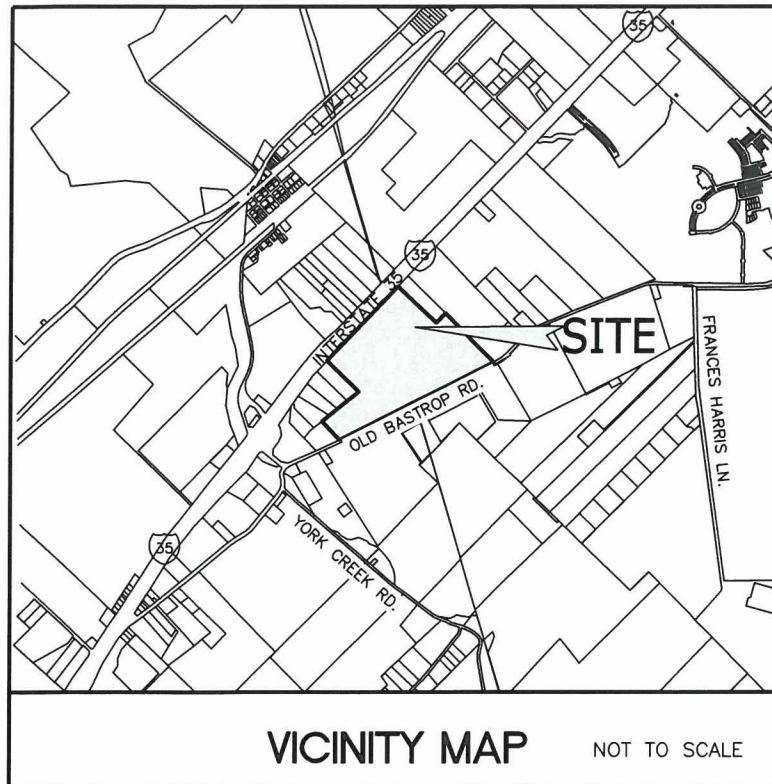 35
35
INTERSTATE 35
SITE
OLD BASTROP RD.
FRANCES HARRIS LN.
35
YORK CREEK RD.
VICINITY MAP
NOT TO SCALE